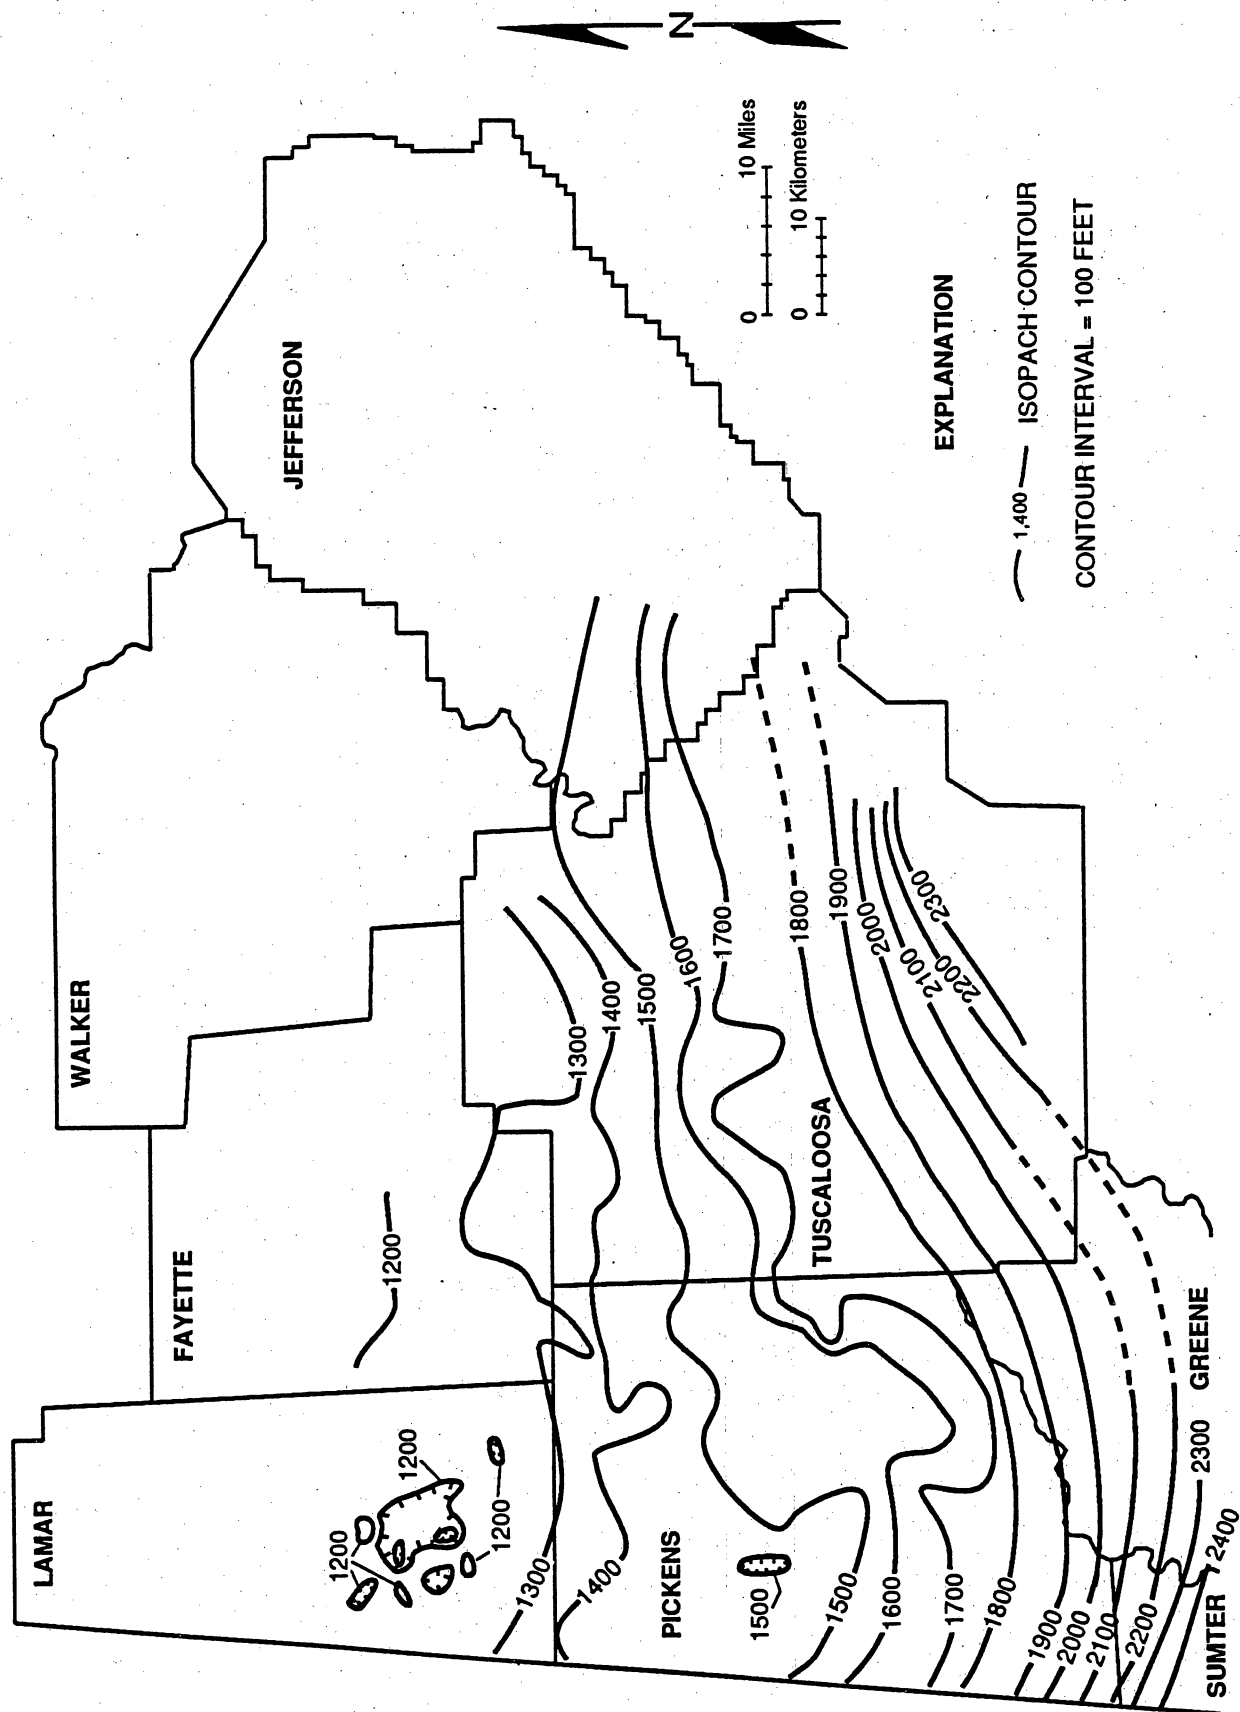 N
10 Miles
0
10 Kilometers
0
JEFFERSON
WALKER
FAYETTE
LAMAR
EXPLANATION
1,400
ISOPACH CONTOUR
CONTOUR INTERVAL = 100 FEET
1200
1200
1200
1200
1300
1300
1400
1400
1500
1500
1500
1600
1600
1700
1700
1800
1800
1900
1900
2000
2000
2100
2100
2200
2200
2300
2300
2400
PICKENS
TUSCALOOSA
GREENE
SUMTER